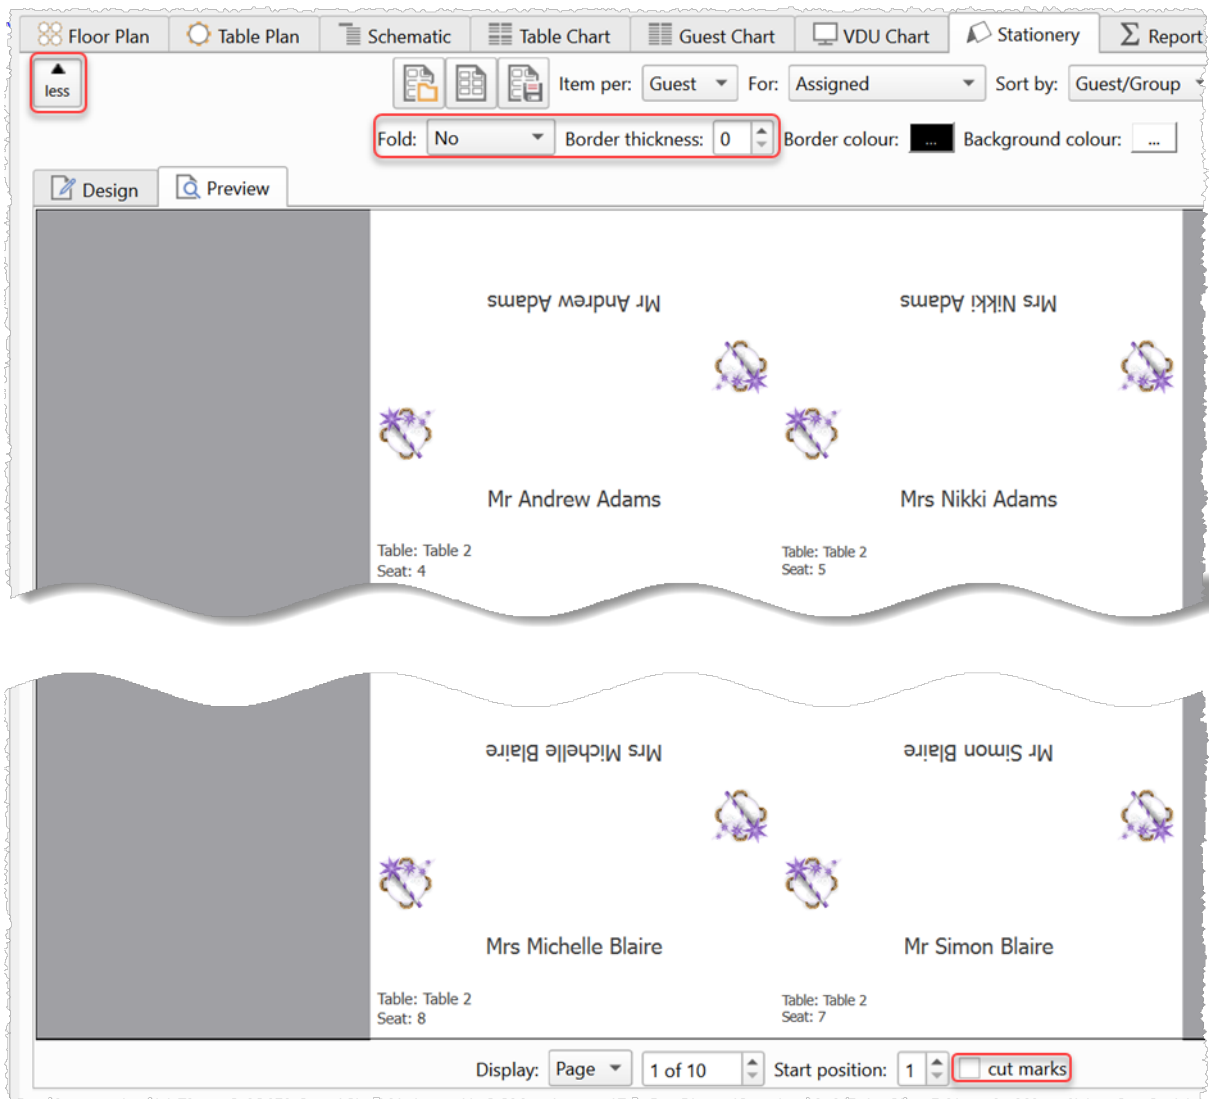 Floor Plan Table Plan Schematic Table Chart Guest Chart VDU Chart Stationery Report
less Item per: Guest For: Assigned Sort by: Guest/Group
Fold: No Border thickness: 0 Border colour: ... Background colour: ...
Design Preview
Mr Andrew Adams Mrs Nikki Adams
Mr Andrew Adams Mrs Nikki Adams
Table: Table 2 Table: Table 2
Seat: 4 Seat: 5
Mrs Michelle Blaire Mr Simon Blaire
Mrs Michelle Blaire Mr Simon Blaire
Table: Table 2 Table: Table 2
Seat: 8 Seat: 7
Display: Page 1 of 10 Start position: 1 cut marks